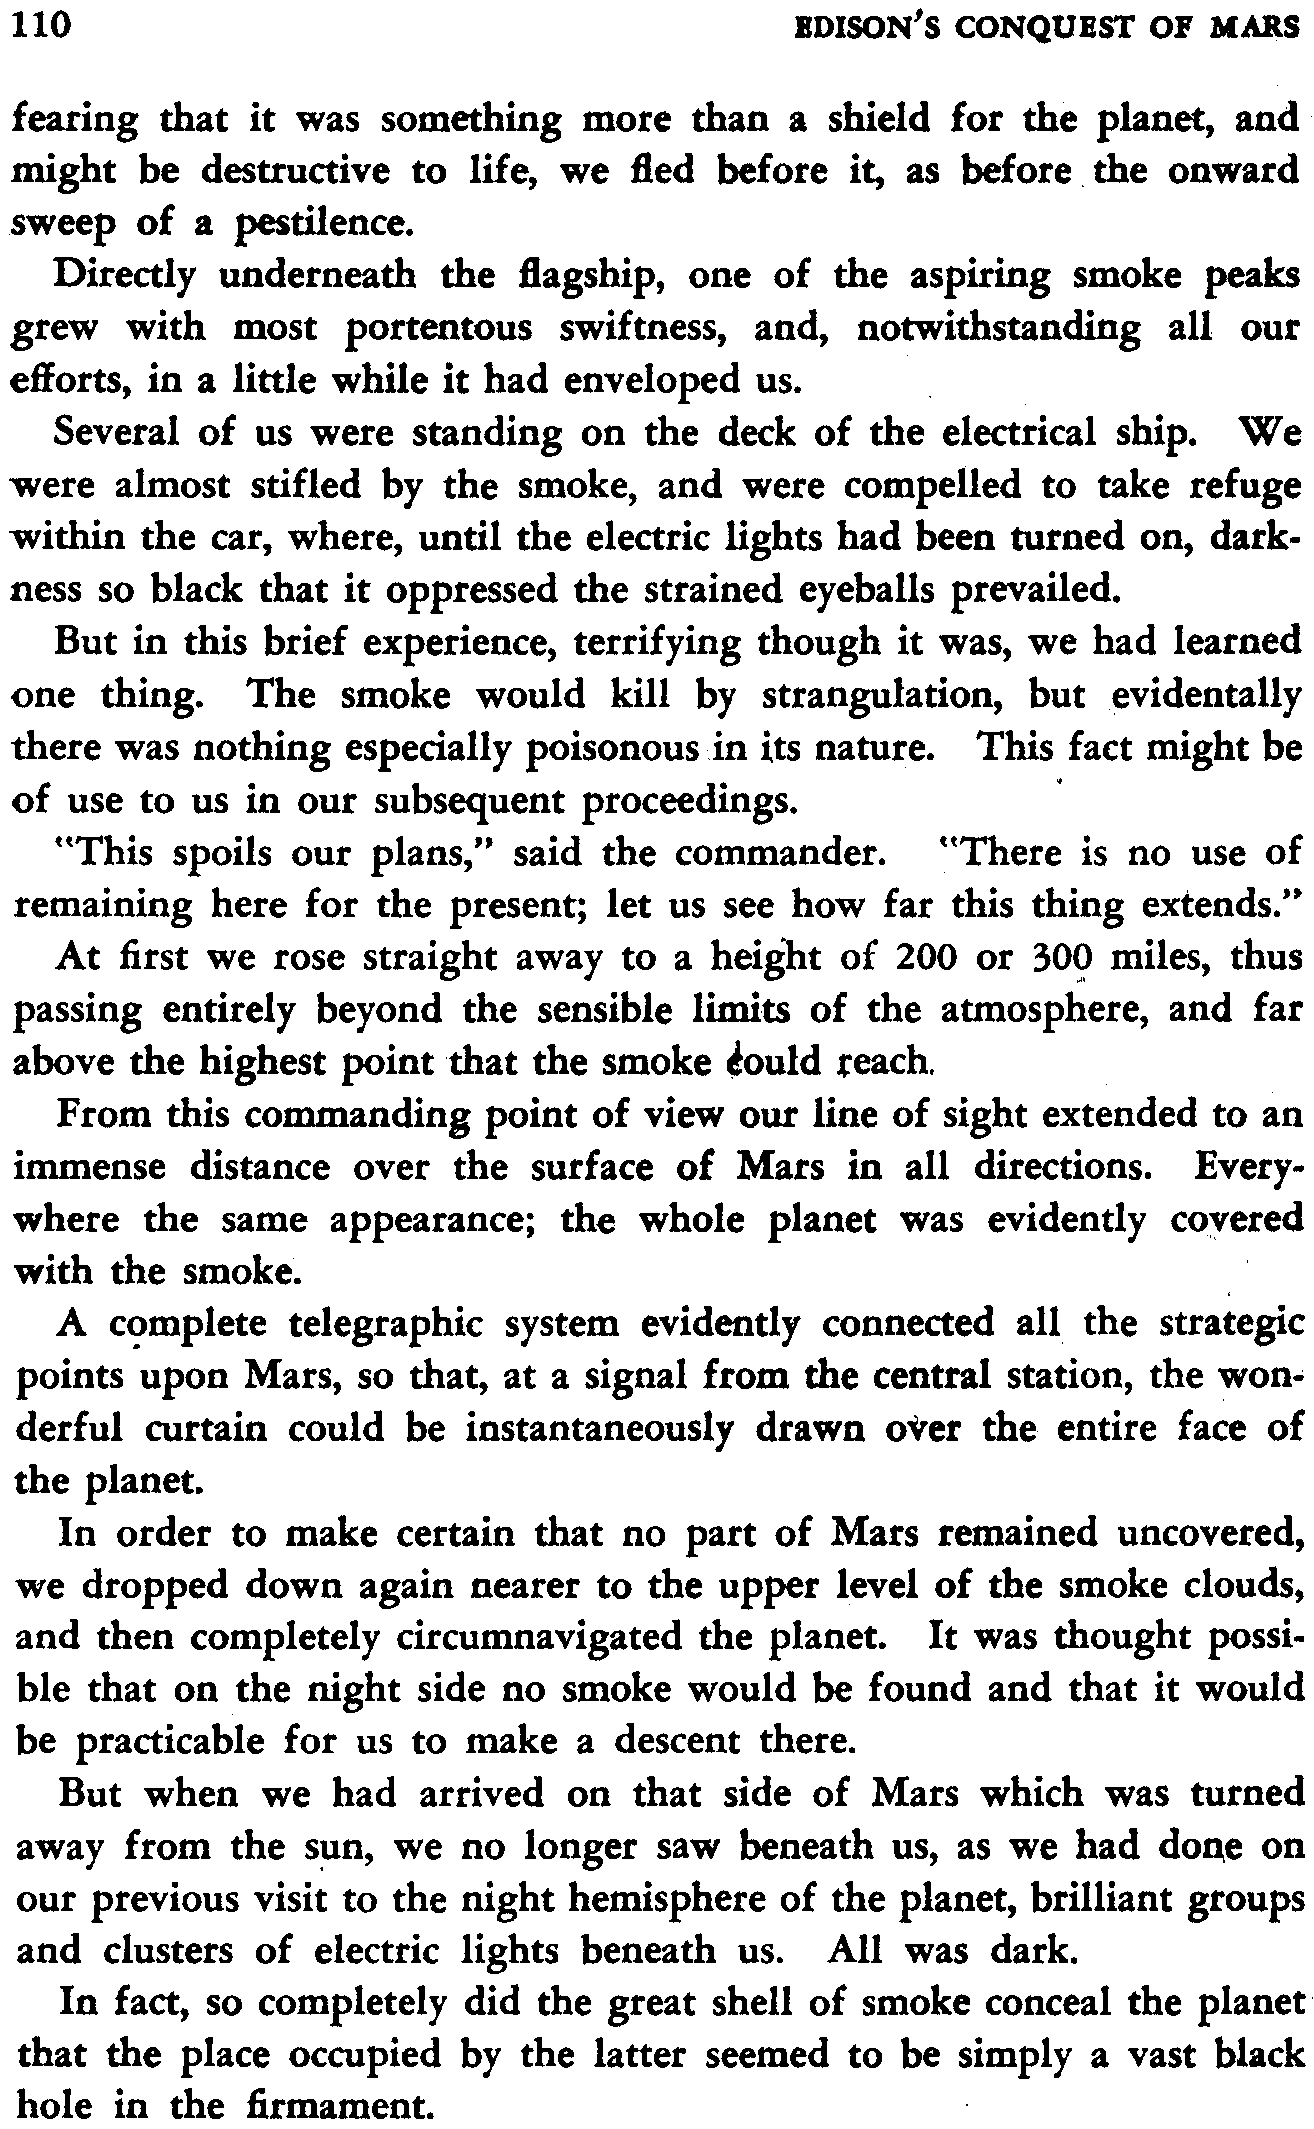 110 EDISON'S CONQUEST OF MARS
fearing that it was something more than a shield for the planet, and
might be destructive to life, we fled before it, as before the onward
sweep of a pestilence.
Directly underneath the flagship, one of the aspiring smoke peaks
grew with most portentous swiftness, and, notwithstanding all our
efforts, in a little while it had enveloped us.
Several of us were standing on the deck of the electrical ship. We
were almost stifled by the smoke, and were compelled to take refuge
within the car, where, until the electric lights had been turned on, dark-
ness so black that it oppressed the strained eyeballs prevailed.
But in this brief experience, terrifying though it was, we had learned
one thing. The smoke would kill by strangulation, but evidentally
there was nothing especially poisonous in its nature. This fact might be
of use to us in our subsequent proceedings.
"This spoils our plans," said the commander. "There is no use of
remaining here for the present; let us see how far this thing extends."
At first we rose straight away to a height of 200 or 300 miles, thus
passing entirely beyond the sensible limits of the atmosphere, and far
above the highest point that the smoke could reach.
From this commanding point of view our line of sight extended to an
immense distance over the surface of Mars in all directions. Every-
where the same appearance; the whole planet was evidently covered
with the smoke.
A complete telegraphic system evidently connected all the strategic
points upon Mars, so that, at a signal from the central station, the won-
derful curtain could be instantaneously drawn over the entire face of
the planet.
In order to make certain that no part of Mars remained uncovered,
we dropped down again nearer to the upper level of the smoke clouds,
and then completely circumnavigated the planet. It was thought possi-
ble that on the night side no smoke would be found and that it would
be practicable for us to make a descent there.
But when we had arrived on that side of Mars which was turned
away from the sun, we no longer saw beneath us, as we had done on
our previous visit to the night hemisphere of the planet, brilliant groups
and clusters of electric lights beneath us. All was dark.
In fact, so completely did the great shell of smoke conceal the planet
that the place occupied by the latter seemed to be simply a vast black
hole in the firmament.